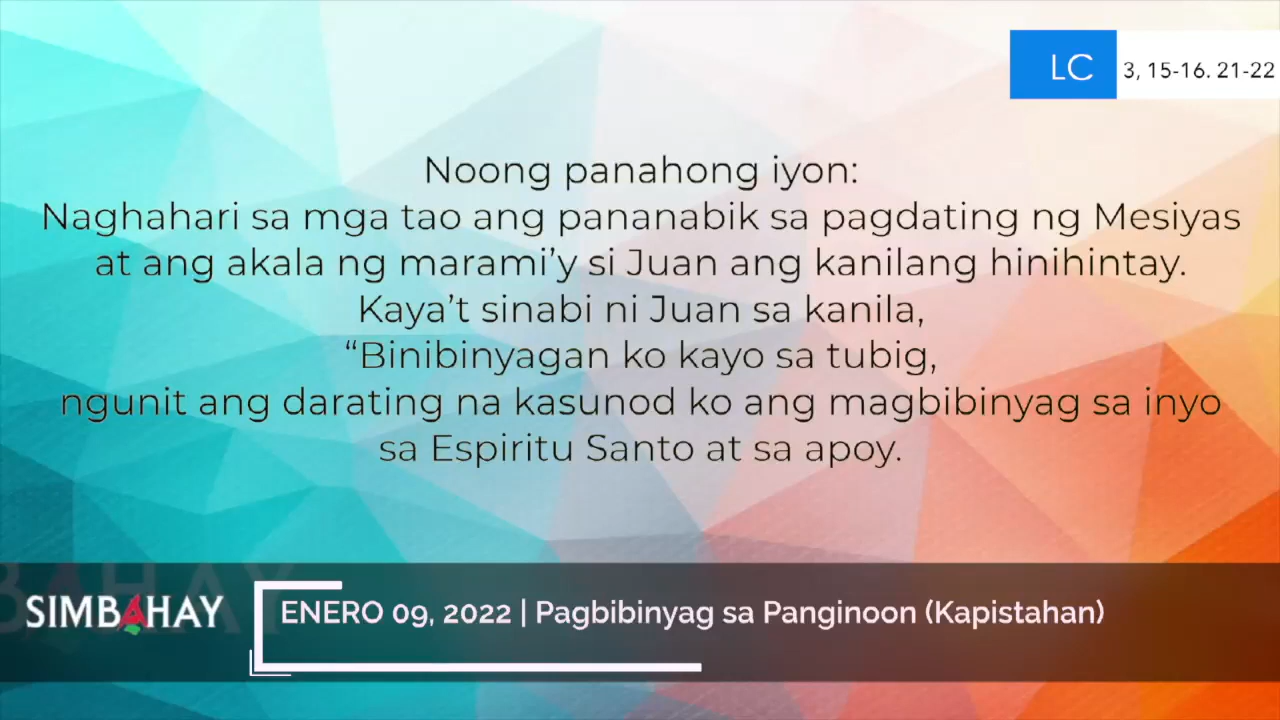 LC 3, 15-16. 21-22
Noong panahong iyon:
Naghahari sa mga tao ang pananabik sa pagdating ng Mesiyas
at ang akala ng marami’y si Juan ang kanilang hinihintay.
Kaya’t sinabi ni Juan sa kanila,
“Binibinyagan ko kayo sa tubig,
ngunit ang darating na kasunod ko ang magbibinyag sa inyo
sa Espiritu Santo at sa apoy.
SIMBAHAY
ENERO 09, 2022 | Pagbibinyag sa Panginoon (Kapistahan)